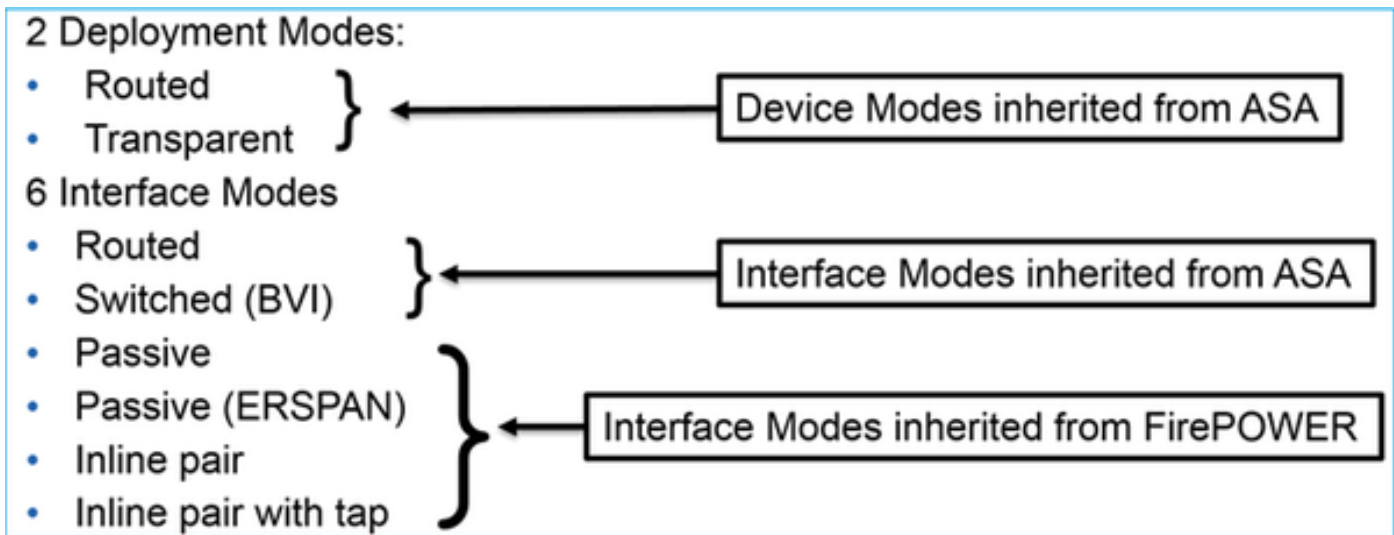 2 Deployment Modes:
• Routed
• Transparent
Device Modes inherited from ASA
6 Interface Modes
• Routed
• Switched (BVI)
Interface Modes inherited from ASA
• Passive
• Passive (ERSPAN)
• Inline pair
• Inline pair with tap
Interface Modes inherited from FirePOWER